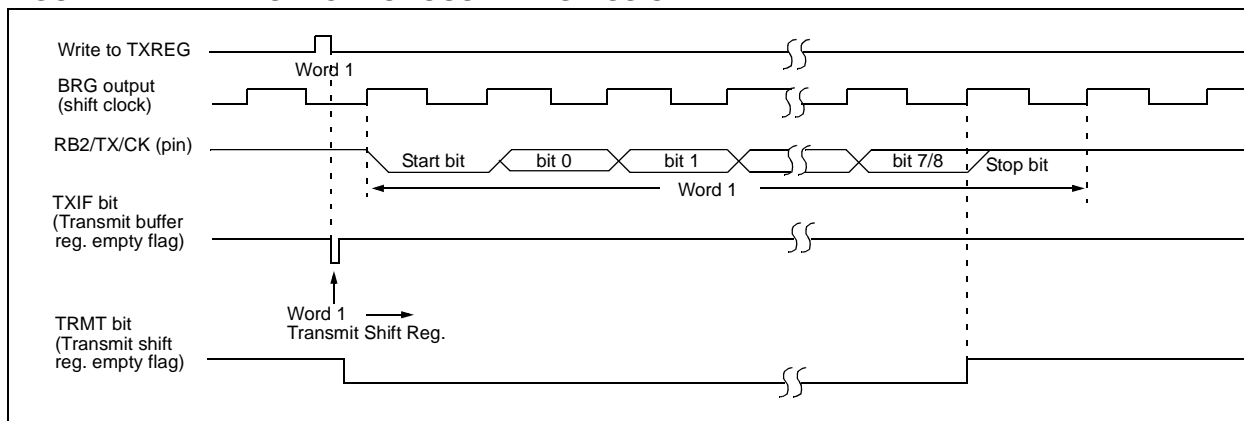 Write to TXREG
Word 1
BRG output
(shift clock)
RB2/TX/CK (pin)
Start bit
bit 0
bit 1
bit 7/8
Stop bit
Word 1
TXIF bit
(Transmit buffer
reg. empty flag)
Word 1
Transmit Shift Reg.
TRMT bit
(Transmit shift
reg. empty flag)